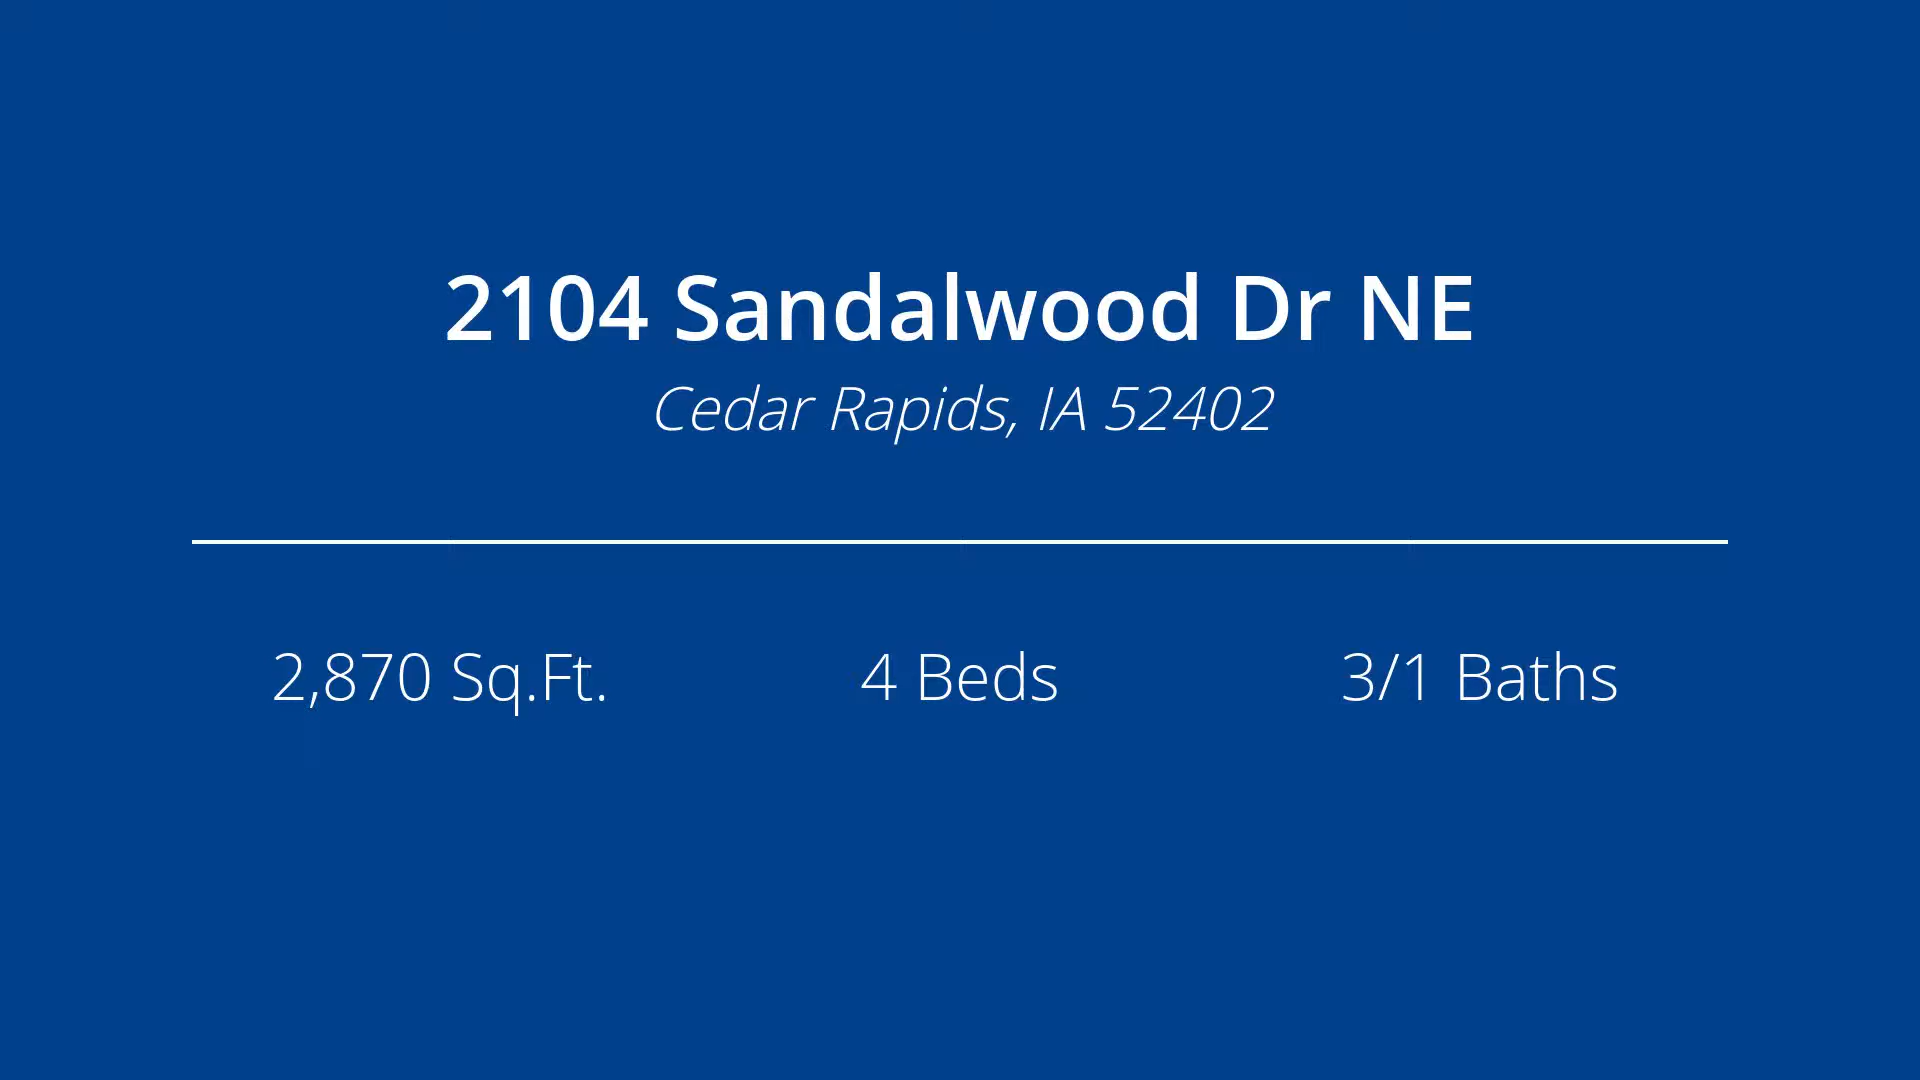 2104 Sandalwood Dr NE
Cedar Rapids, IA 52402
2,870 Sq.Ft. 4 Beds 3/1 Baths